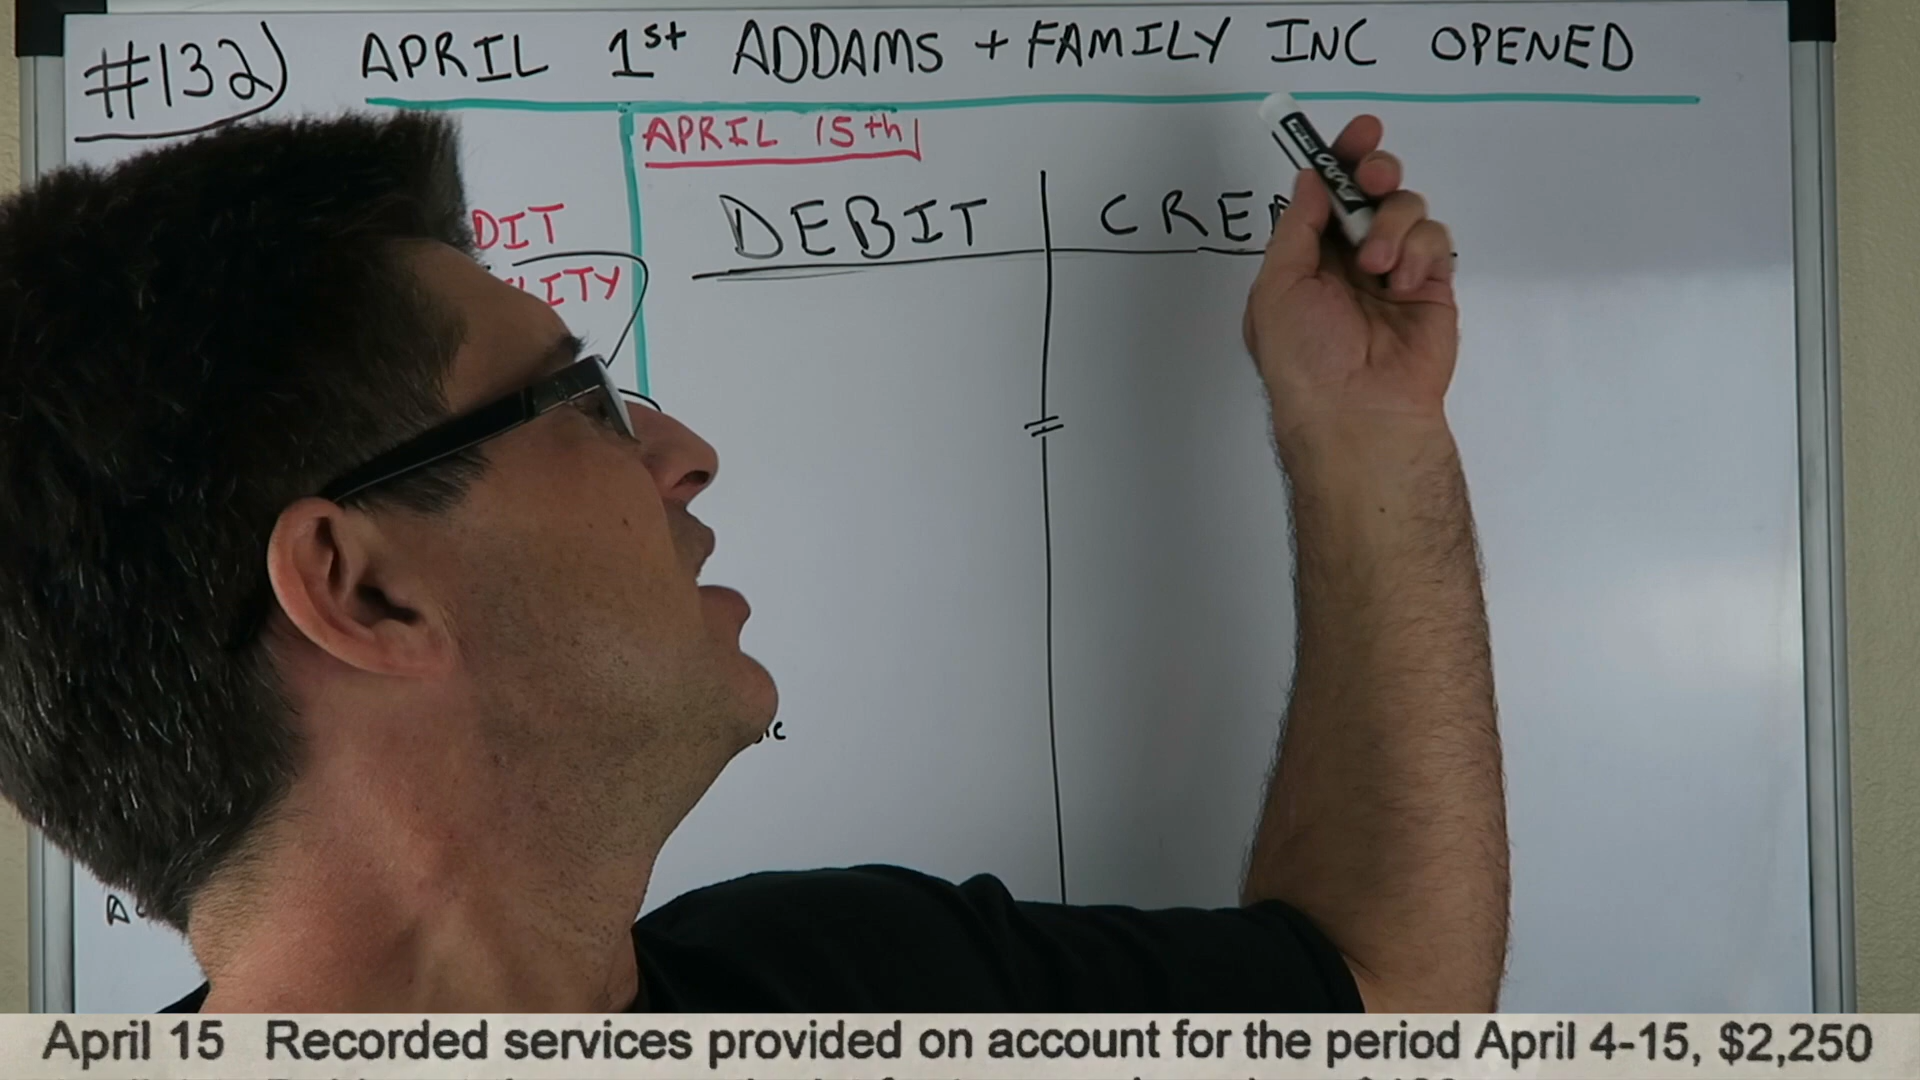 #132) APRIL 1st ADDAMS + FAMILY INC OPENED
APRIL 15th
DEBIT CRE
DIT
LITY
April 15 Recorded services provided on account for the period April 4-15, $2,250